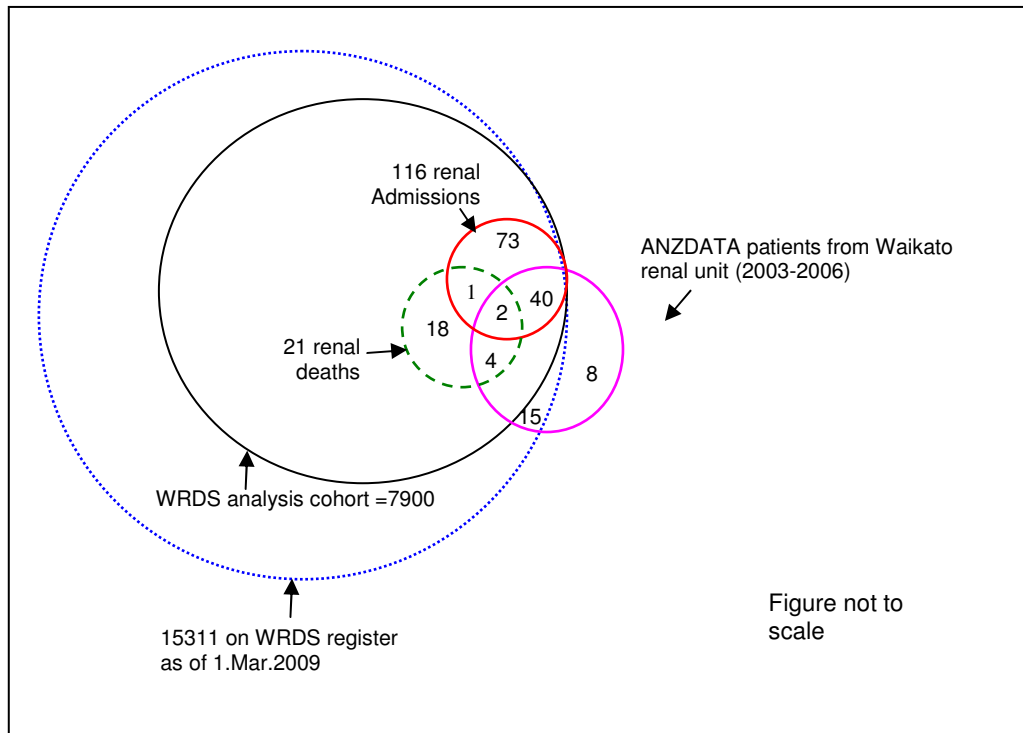 116 renal
Admissions
73
ANZDATA patients from Waikato
renal unit (2003-2006)
1
2
40
18
21 renal
deaths
4
8
15
WRDS analysis cohort =7900
Figure not to
scale
15311 on WRDS register
as of 1.Mar.2009